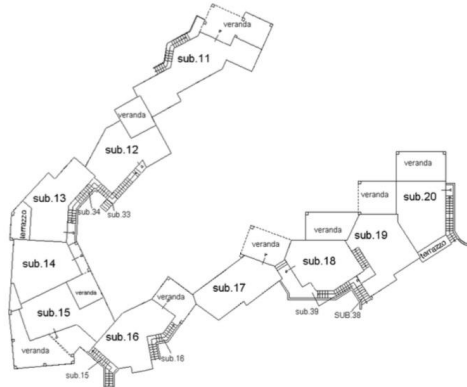 veranda
sub.11
veranda
sub.12
veranda
sub.20
sub.13
sub.34
sub.33
terrazzo
veranda
veranda
sub.19
veranda
terrazzo
sub.14
sub.18
veranda
veranda
sub.17
sub.15
sub.39
SUB.38
sub.16
veranda
sub.15
sub.16